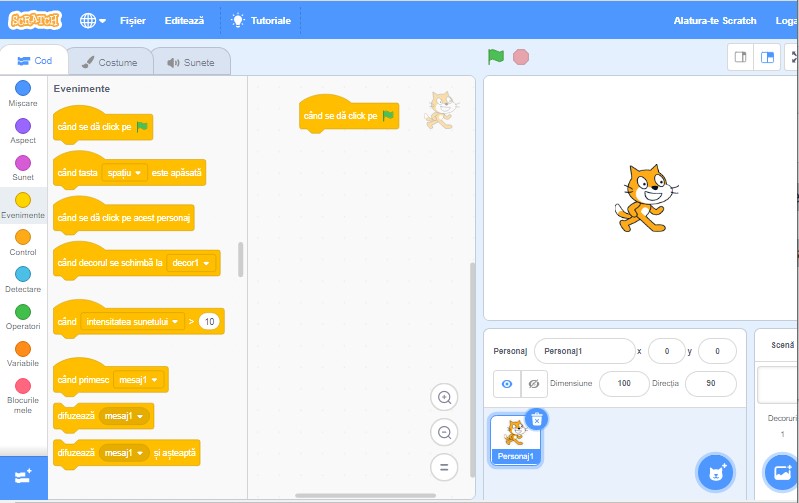 SCRATCH
Fișier
Editează
Tutoriale
Alatura-te Scratch
Cod
Costume
Sunete
Mișcare
Aspect
Sunet
Evenimente
Control
Detectare
Operatori
Variabile
Blocurile
mele
Evenimente
când se dă click pe
când tasta spațiu este apăsată
când se dă click pe acest personaj
când decorul se schimbă la decor1
când intensitatea sunetului > 10
când primesc mesaj1
difuzează mesaj1
difuzează mesaj1 și așteaptă
când se dă click pe
Personaj Personaj1 x 0 y 0
Dimensiune 100 Direcția 90
Personaj1
Scenă
Decoruri
1